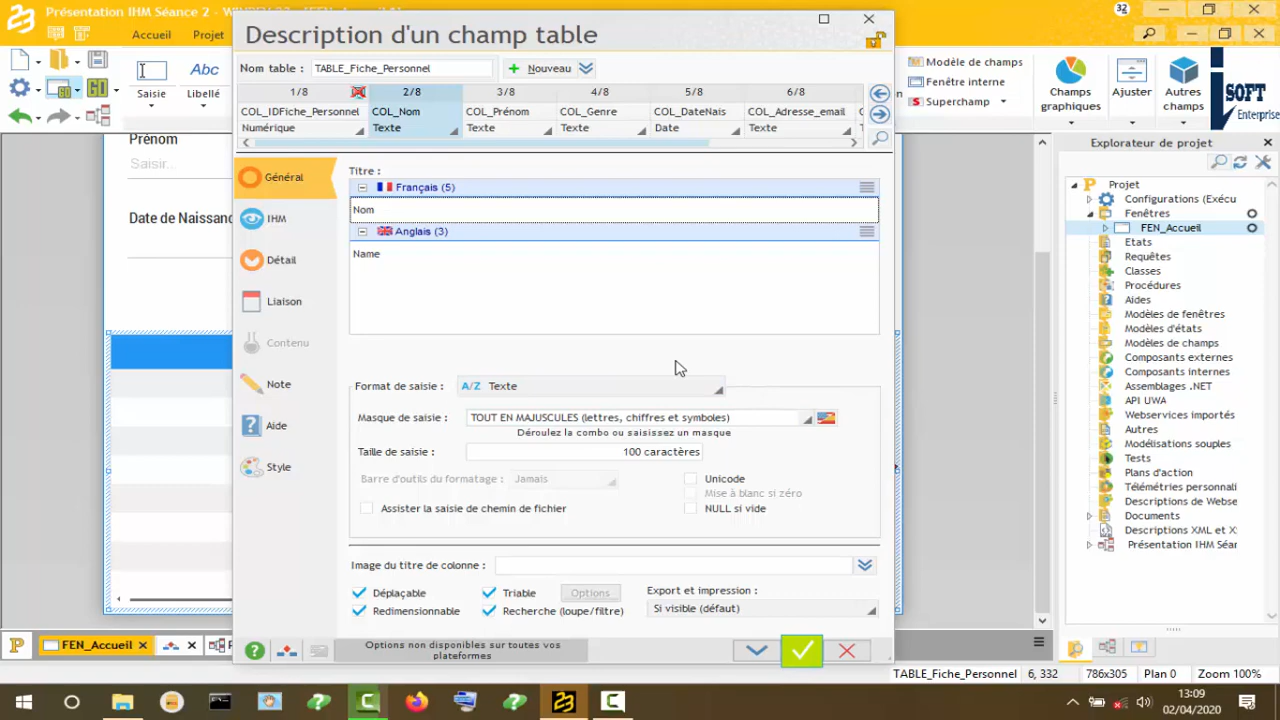 Présentation IHM Séance 2 - 
32
Accueil
Projet
Description d'un champ table
Nom table :
TABLE_Fiche_Personnel
Nouveau
Saisie
Abc
Libellé
GO
Modèle de champs
Fenêtre interne
Superchamp
Champs graphiques
Ajuster
Autres champs
SOFT
Enterprise
1/8
2/8
3/8
4/8
5/8
6/8
COL_IDFiche_Personnel
COL_Nom
COL_Prénom
COL_Genre
COL_DateNais
COL_Adresse_email
Numérique
Texte
Texte
Texte
Date
Texte
Prénom
Saisir...
Date de Naissanc
Général
IHM
Détail
Liaison
Contenu
Note
Aide
Style
Titre :
Français (5)
Nom
Anglais (3)
Name
Format de saisie :
A/Z Texte
Masque de saisie :
TOUT EN MAJUSCULES (lettres, chiffres et symboles)
Déroulez la combo ou saisissez un masque
Taille de saisie :
100 caractères
Barre d'outils du formatage :
Jamais
Unicode
Mise à blanc si zéro
Assister la saisie de chemin de fichier
NULL si vide
Image du titre de colonne :
Déplaçable
Triable
Options
Export et impression :
Redimensionnable
Recherche (loupe/filtre)
Si visible (défaut)
Options non disponibles sur toutes vos
plateformes
Explorateur de projet
Projet
Configurations (Exécu
Fenêtres
FEN_Accueil
Etats
Requêtes
Classes
Procédures
Aides
Modèles de fenêtres
Modèles d'états
Modèles de champs
Composants externes
Composants internes
Assemblages .NET
API UWA
Webservices importés
Autres
Modélisations souples
Tests
Plans d'action
Télémétries personnali
Descriptions de Webse
Documents
Descriptions XML et X
Présentation IHM Séan
FEN_Accueil
TABLE_Fiche_Personnel
6, 332
786x305
Plan 0
Zoom 100%
13:09
02/04/2020